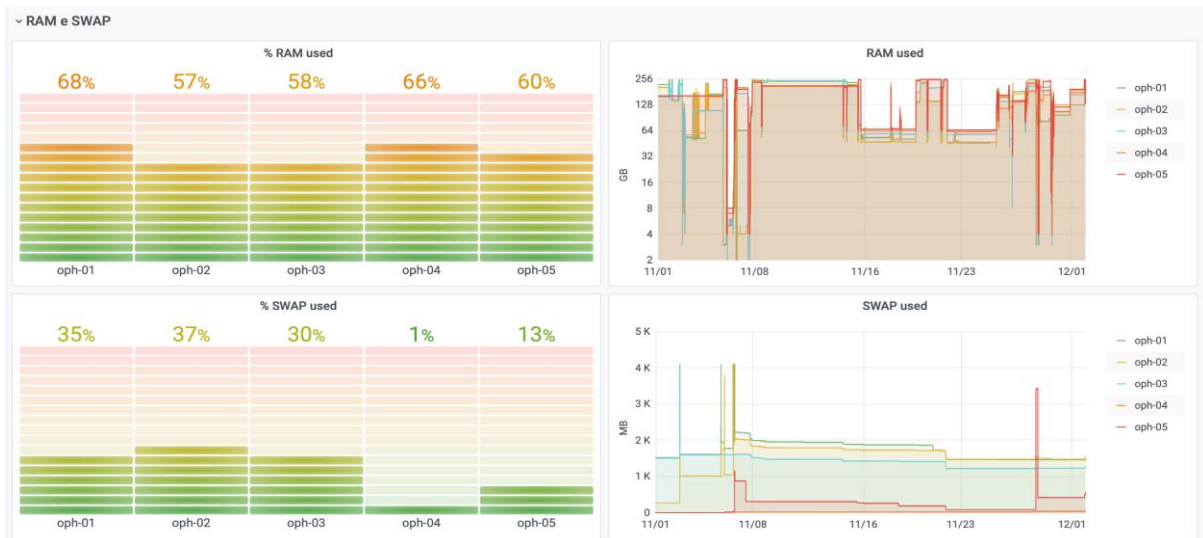 RAM e SWAP
% RAM used
68% 57% 58% 66% 60%
oph-01 oph-02 oph-03 oph-04 oph-05
RAM used
256
128
64
32
16
8
4
2
GB
11/01 11/08 11/16 11/23 12/01
oph-01
oph-02
oph-03
oph-04
oph-05
% SWAP used
35% 37% 30% 1% 13%
oph-01 oph-02 oph-03 oph-04 oph-05
SWAP used
5 K
4 K
3 K
2 K
1 K
0
MB
11/01 11/08 11/16 11/23 12/01
oph-01
oph-02
oph-03
oph-04
oph-05